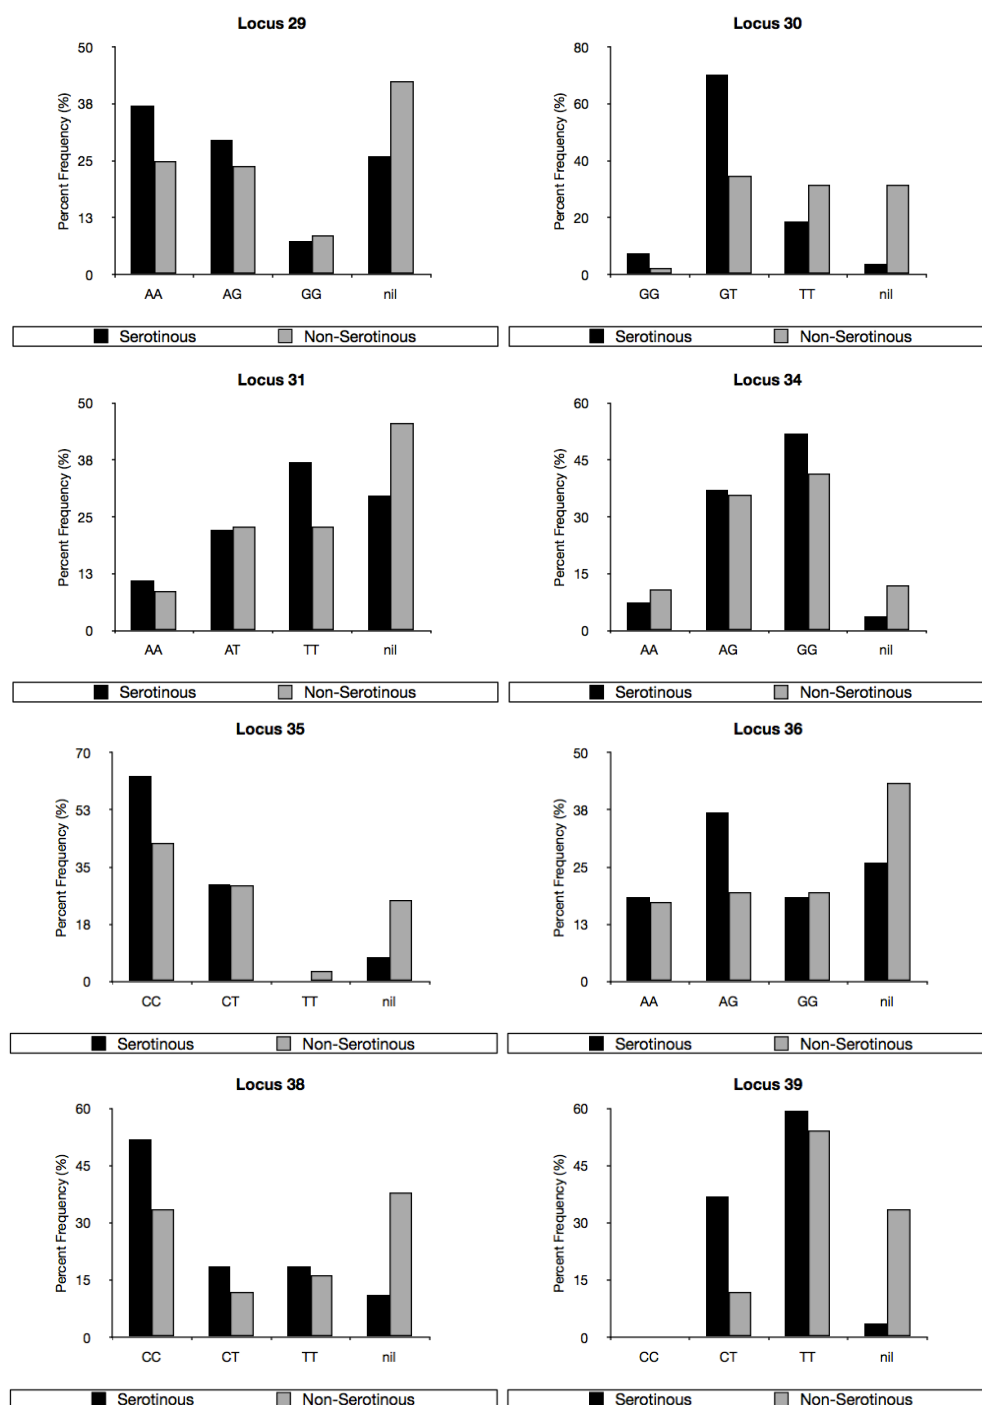 Locus 29
Percent Frequency (%)
50
38
25
13
0
AA AG GG nil
Serotinous Non-Serotinous
Locus 30
Percent Frequency (%)
80
60
40
20
0
GG GT TT nil
Serotinous Non-Serotinous
Locus 31
Percent Frequency (%)
50
38
25
13
0
AA AT TT nil
Serotinous Non-Serotinous
Locus 34
Percent Frequency (%)
60
45
30
15
0
AA AG GG nil
Serotinous Non-Serotinous
Locus 35
Percent Frequency (%)
70
53
35
18
0
CC CT TT nil
Serotinous Non-Serotinous
Locus 36
Percent Frequency (%)
50
38
25
13
0
AA AG GG nil
Serotinous Non-Serotinous
Locus 38
Percent Frequency (%)
60
45
30
15
0
CC CT TT nil
Serotinous Non-Serotinous
Locus 39
Percent Frequency (%)
60
45
30
15
0
CC CT TT nil
Serotinous Non-Serotinous